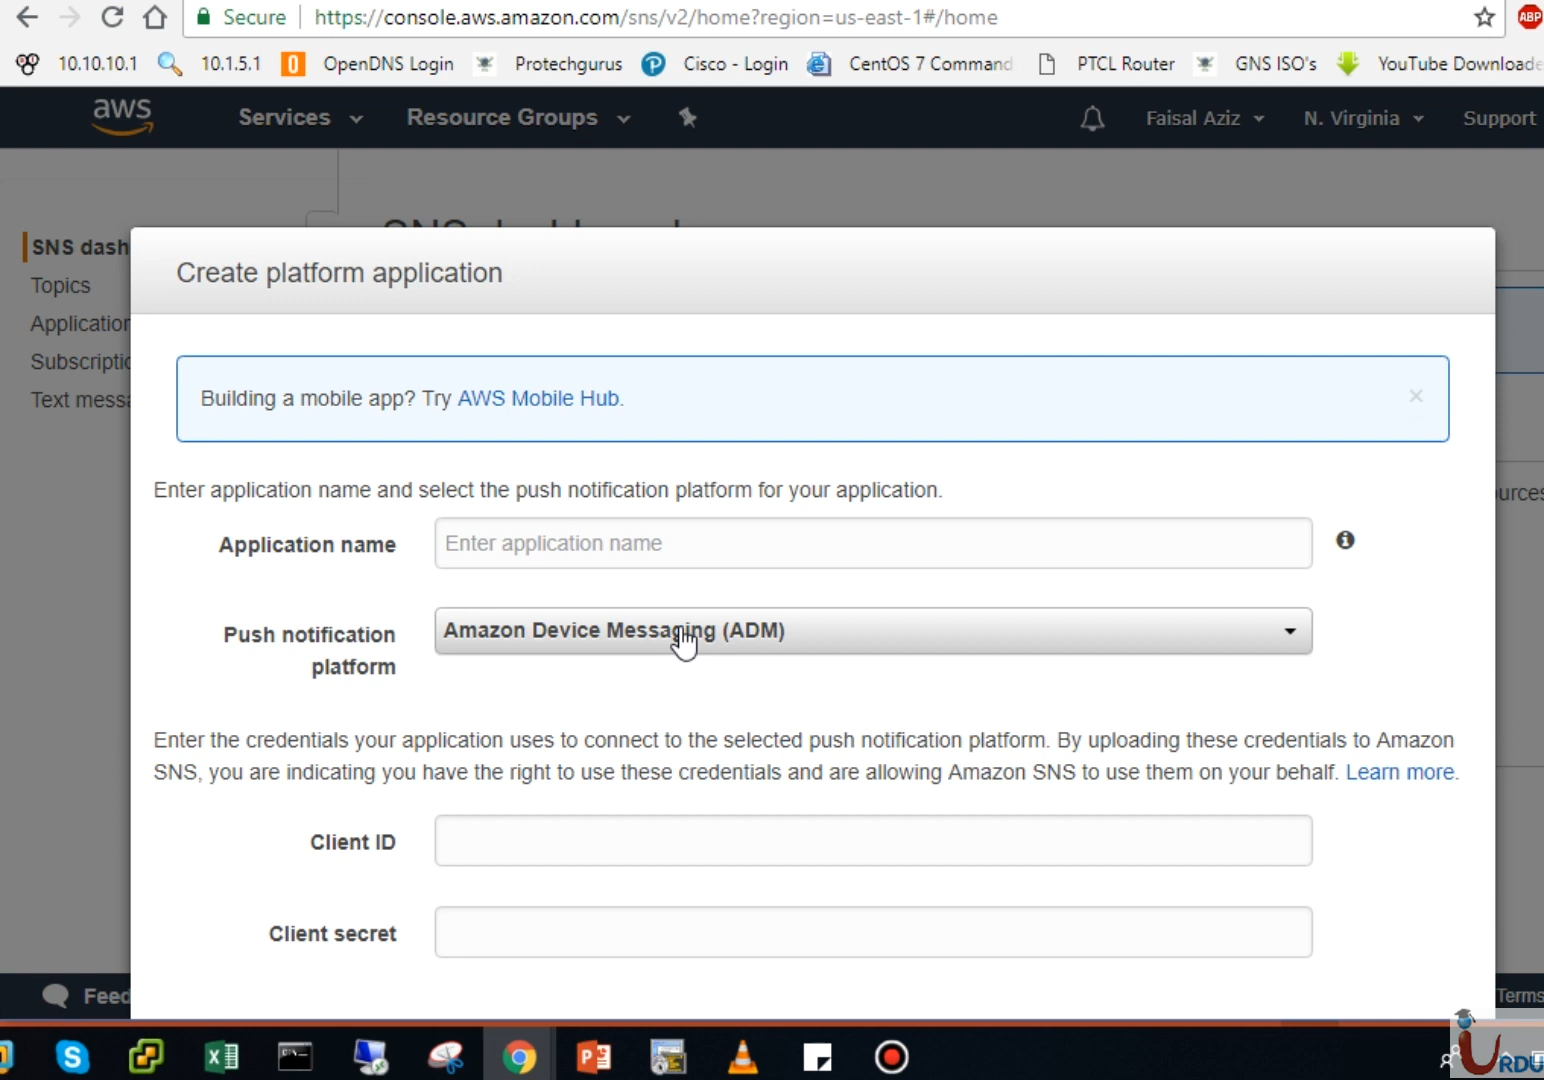 Secure | https://console.aws.amazon.com/sns/v2/home?region=us-east-1#/home
ABP
10.10.10.1 10.1.5.1 OpenDNS Login Protechgurus Cisco - Login CentOS 7 Command PTCL Router GNS ISO's YouTube Downloade
aws Services Resource Groups Faisal Aziz N. Virginia Support
SNS dash
Topics
Application
Subscriptio
Text messa
Create platform application
Building a mobile app? Try AWS Mobile Hub.
Enter application name and select the push notification platform for your application.
Application name Enter application name
Push notification platform Amazon Device Messaging (ADM)
Enter the credentials your application uses to connect to the selected push notification platform. By uploading these credentials to Amazon
SNS, you are indicating you have the right to use these credentials and are allowing Amazon SNS to use them on your behalf. Learn more.
Client ID
Client secret
ources
Feed
Terms
URDU